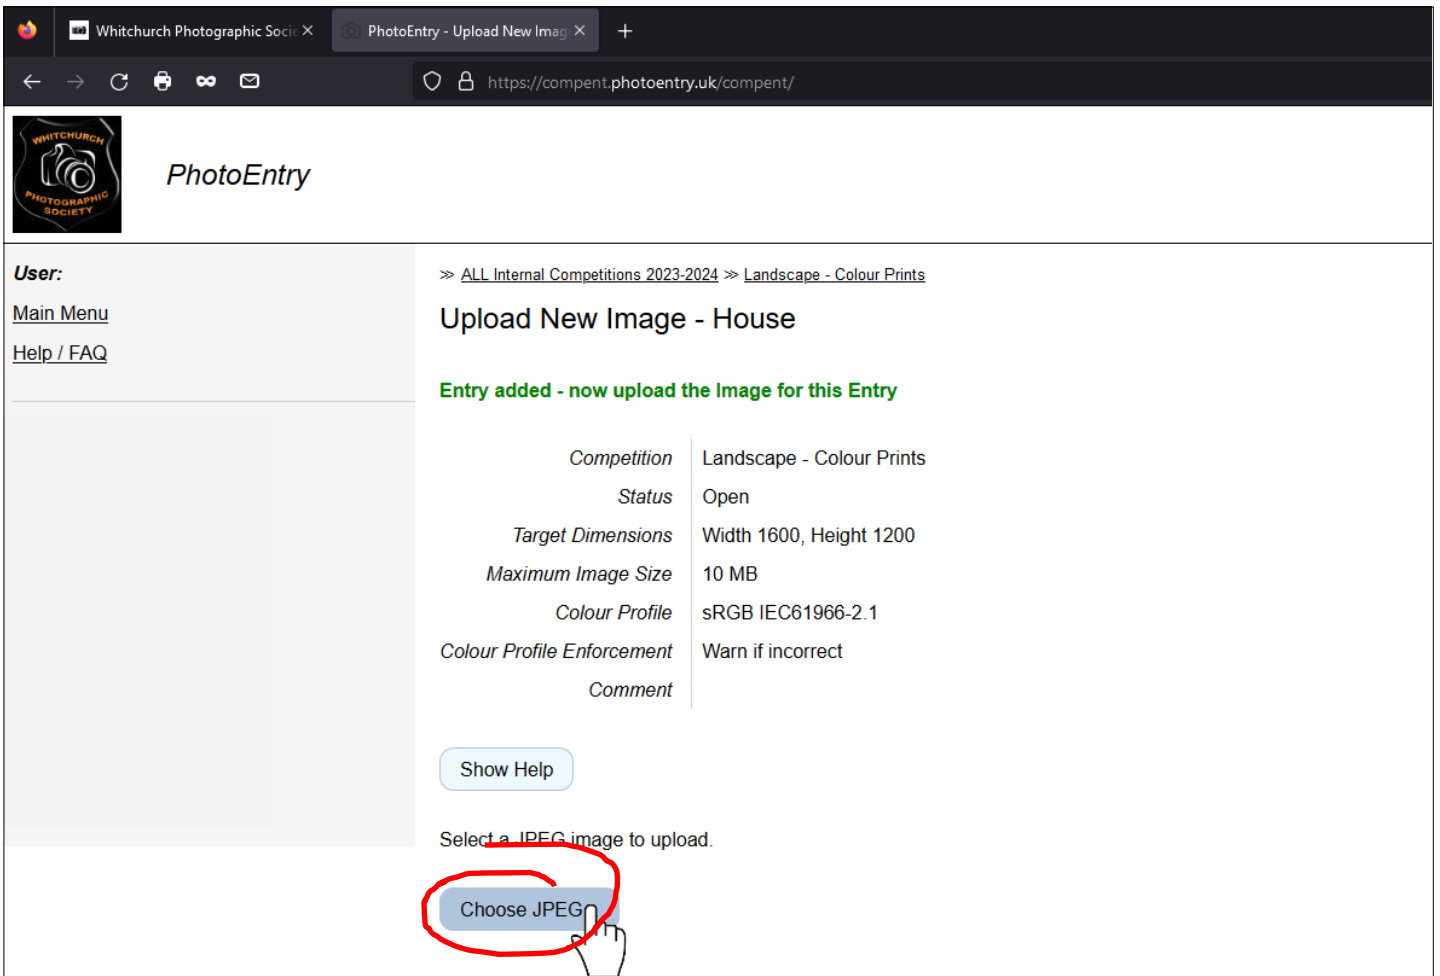 Whitchurch Photographic Socie
PhotoEntry - Upload New Imag
https://compent.photoentry.uk/compent/
WHITCHURCH
PHOTOGRAPHIC
SOCIETY
PhotoEntry
User:
Main Menu
Help / FAQ
≫ ALL Internal Competitions 2023-2024 ≫ Landscape - Colour Prints
Upload New Image - House
Entry added - now upload the Image for this Entry
Competition Landscape - Colour Prints
Status Open
Target Dimensions Width 1600, Height 1200
Maximum Image Size 10 MB
Colour Profile sRGB IEC61966-2.1
Colour Profile Enforcement Warn if incorrect
Comment
Show Help
Select a JPEG image to upload.
Choose JPEG